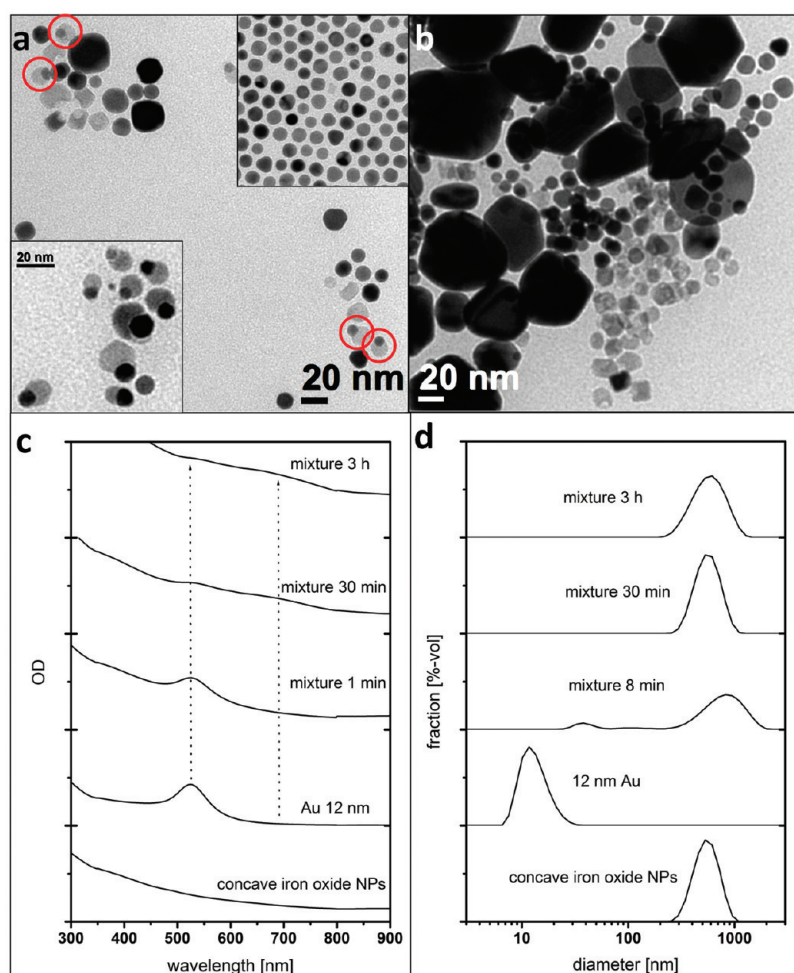 a
20 nm
20 nm
b
20 nm
c
mixture 3 h
mixture 30 min
mixture 1 min
Au 12 nm
concave iron oxide NPs
OD
300 400 500 600 700 800 900
wavelength [nm]
d
mixture 3 h
mixture 30 min
mixture 8 min
12 nm Au
concave iron oxide NPs
fraction [%-vol]
10 100 1000
diameter [nm]